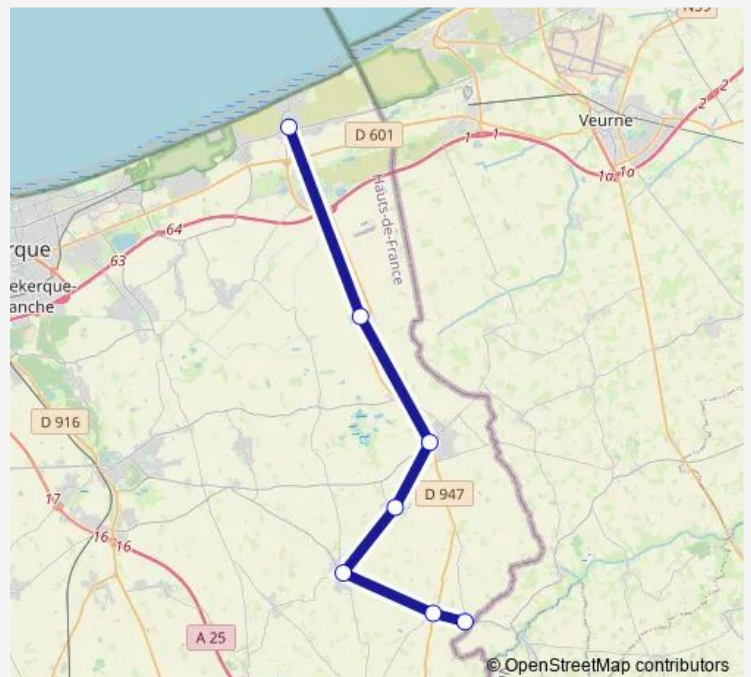 N39
D 601
Veurne
1
1
2
2
1a
1a
Hauts-de-France
64
63
rque
ekerque-
anche
D 916
17
16
16
D 947
A 25
© OpenStreetMap contributors